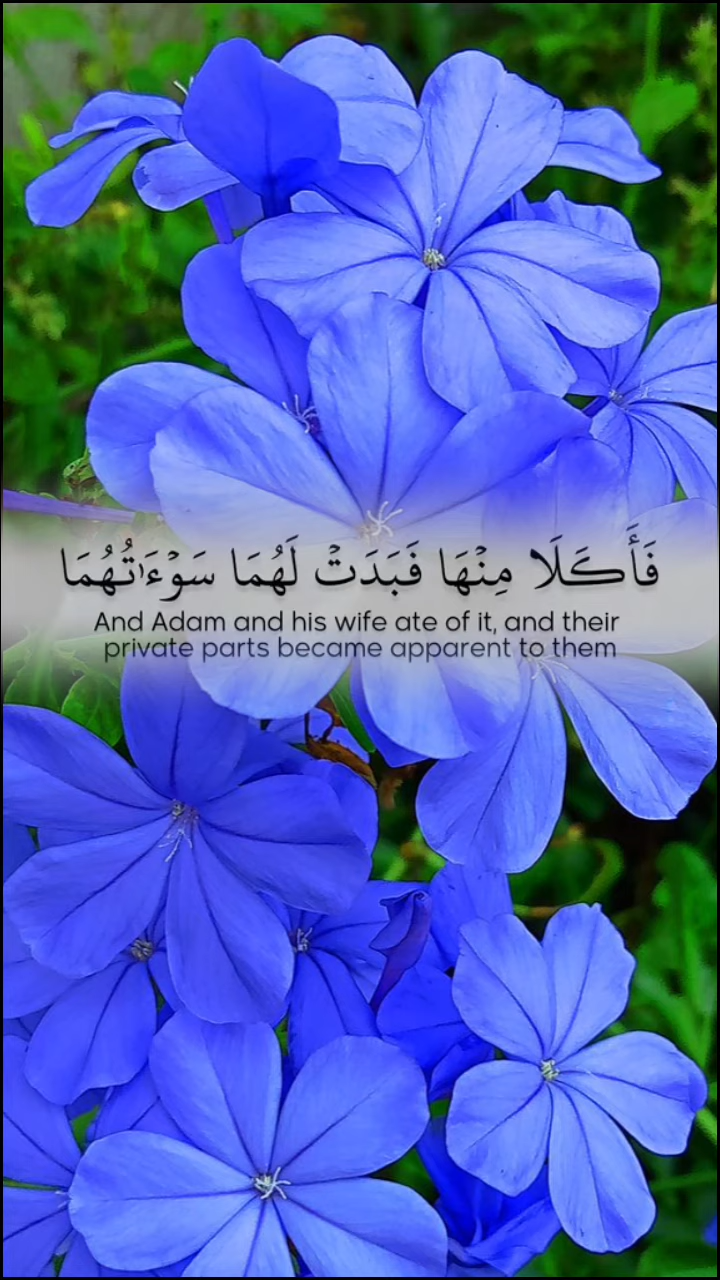 فَأَكَلَا مِنْهَا فَبَدَتْ لَهُمَا سَوْءَٰتُهُمَا
And Adam and his wife ate of it, and their
private parts became apparent to them